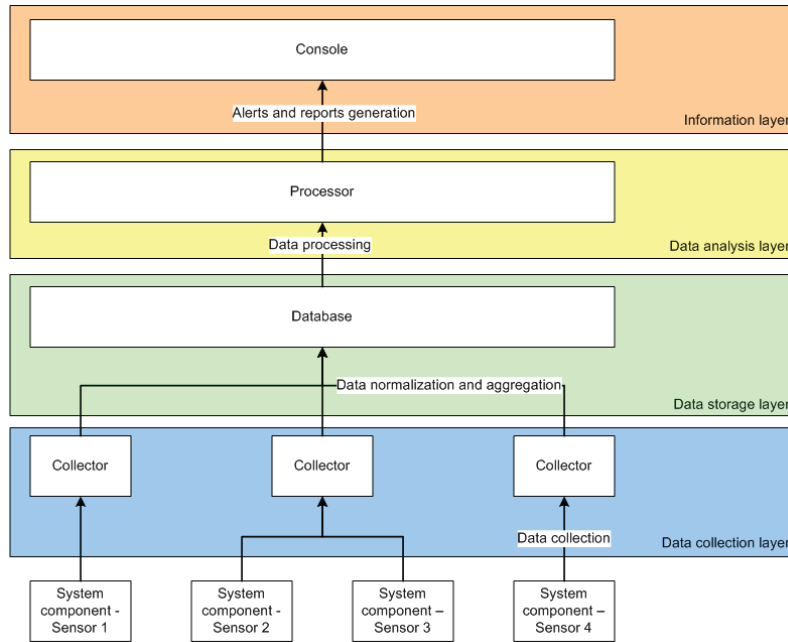 Console
Alerts and reports generation
Information layer
Processor
Data processing
Data analysis layer
Database
Data normalization and aggregation
Data storage layer
Collector
Collector
Collector
Data collection
Data collection layer
System
component -
Sensor 1
System
component -
Sensor 2
System
component –
Sensor 3
System
component –
Sensor 4